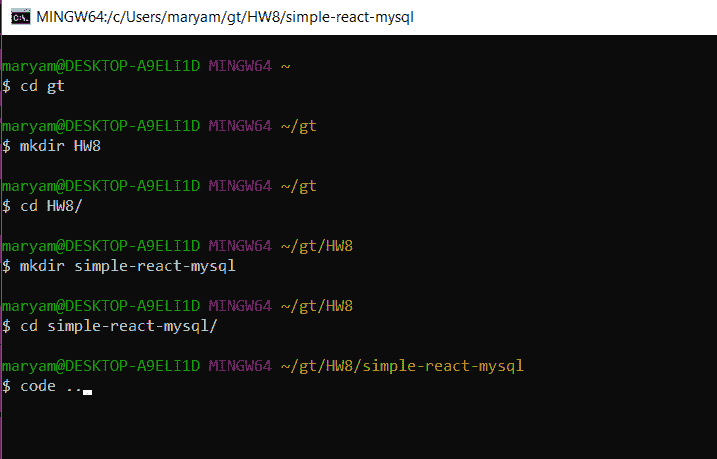 MINGW64:/c/Users/maryam/gt/HW8/simple-react-mysql
maryam@DESKTOP-A9ELI1D MINGW64 ~
$ cd gt
maryam@DESKTOP-A9ELI1D MINGW64 ~/gt
$ mkdir HW8
maryam@DESKTOP-A9ELI1D MINGW64 ~/gt
$ cd HW8/
maryam@DESKTOP-A9ELI1D MINGW64 ~/gt/HW8
$ mkdir simple-react-mysql
maryam@DESKTOP-A9ELI1D MINGW64 ~/gt/HW8
$ cd simple-react-mysql/
maryam@DESKTOP-A9ELI1D MINGW64 ~/gt/HW8/simple-react-mysql
$ code ..